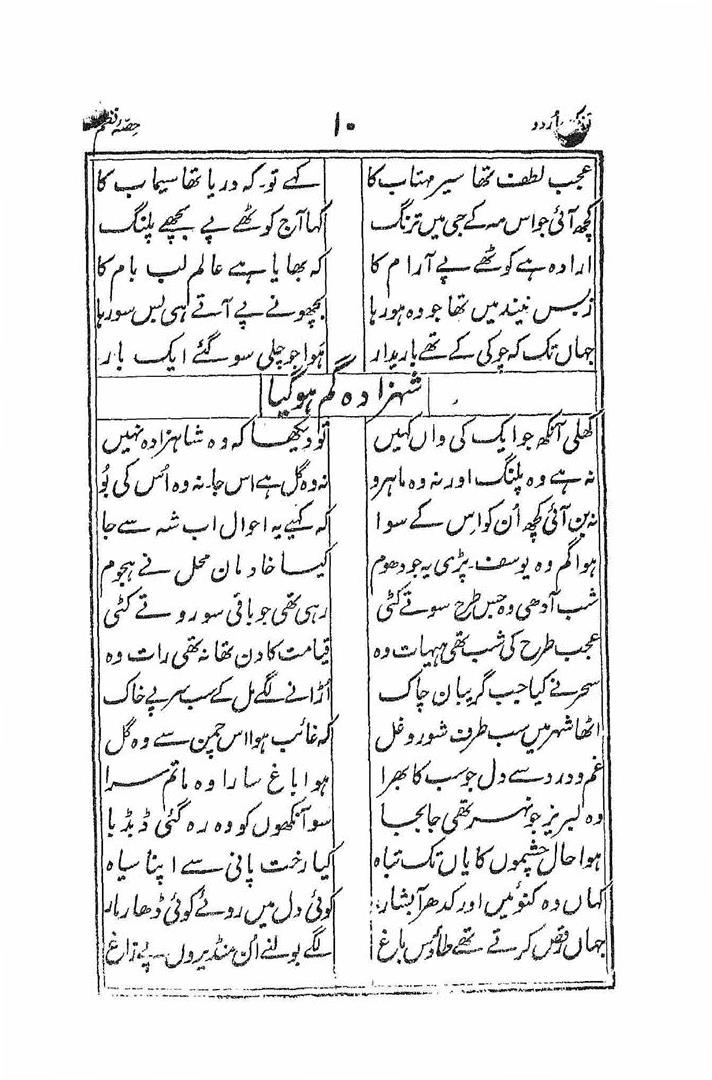 اُردو ۱۰ حصّۂ نظم
عجب لطف تھا سیر مہتاب کا کہے تو۔ کہ دریا تھا سیماب کا
کچھ آئی جو اس مہ کے جی میں ترنگ کہا آج کوٹھے پے بچھے پلنگ
ارادہ ہے کوٹھے پے آرام کا کہ بھایا ہے عالم لب بام کا
زبس نیند میں تھا جو وہ ہو رہا بچھونے پے آتے ہی بس سو رہا
جہاں تک کہ چوکی کے تھے باریدار ہوا جو چلی سو گئے ایک بار
شہزادہ گم ہو گیا
کھلی آنکھ جو ایک کی واں کہیں تو دیکھا کہ وہ شاہزادہ نہیں
نہ ہے وہ پلنگ اور نہ وہ ماہرو نہ وہ گل ہے اس جا۔ نہ وہ اُس کی بُو
نہ بن آئی کچھ اُن کو اس کے سوا کہ کہیے یہ احوال اب شہ سے جا
ہوا گم وہ یوسف۔ پڑی یہ جو دھوم کیا خادمان محل نے ہجوم
شب آدھی وہ جس طرح سوتے کٹی رہی تھی جو باقی سو روتے کٹی
عجب طرح کی شب تھی ہیہات وہ قیامت کا دن تھا نہ تھی رات وہ
سحر نے کیا جب گریبان چاک اُڑانے لگے مل کے سب سر پے خاک
اٹھا شہر میں سب طرف شور و غل کہ غائب ہوا اس چمن سے وہ گل
غم و درد سے دل جو سب کا بھرا ہوا باغ سارا وہ ماتم سرا
وہ لبریز جو نہر تھی جا بجا سو آنکھوں کو وہ رہ گئی ڈبڈبا
ہوا حال چشموں کا یاں تک تباہ کیا رخت پانی سے اپنا سیاہ
کہاں وہ کنوئیں اور کدھر آبشار کوئی دل میں روئے کوئی ڈھار مار
جہاں رقص کرتے تھے طاؤس باغ لگے بولنے اُن منڈیروں پے زاغ